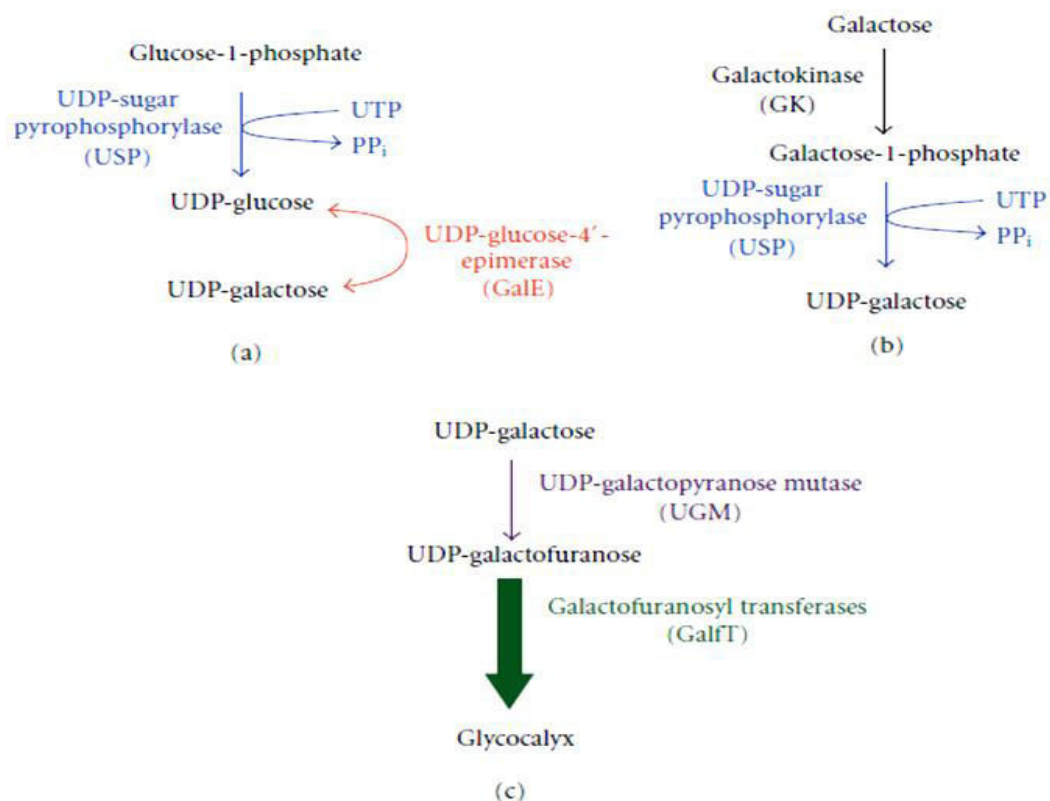 Glucose-1-phosphate
UDP-sugar
pyrophosphorylase
(USP)
UTP
PPi
UDP-glucose
UDP-glucose-4′-
epimerase
(GalE)
UDP-galactose
(a)
Galactose
Galactokinase
(GK)
Galactose-1-phosphate
UDP-sugar
pyrophosphorylase
(USP)
UTP
PPi
UDP-galactose
(b)
UDP-galactose
UDP-galactopyranose mutase
(UGM)
UDP-galactofuranose
Galactofuranosyl transferases
(GalfT)
Glycocalyx
(c)